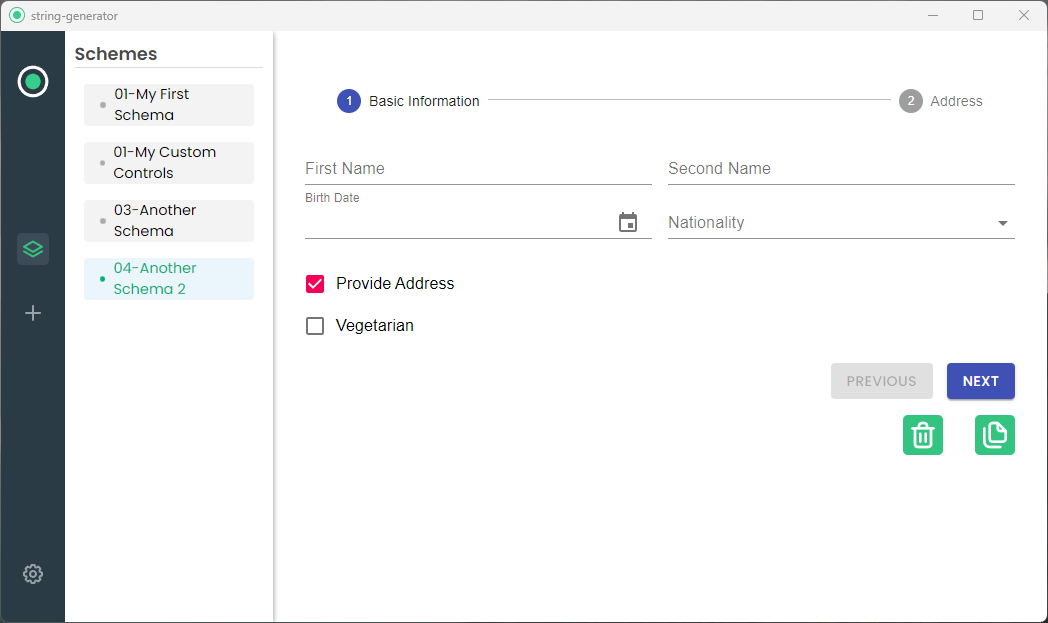 string-generator
Schemes
01-My First
Schema
01-My Custom
Controls
03-Another
Schema
04-Another
Schema 2
1 Basic Information
2 Address
First Name
Second Name
Birth Date
Nationality
Provide Address
Vegetarian
PREVIOUS
NEXT